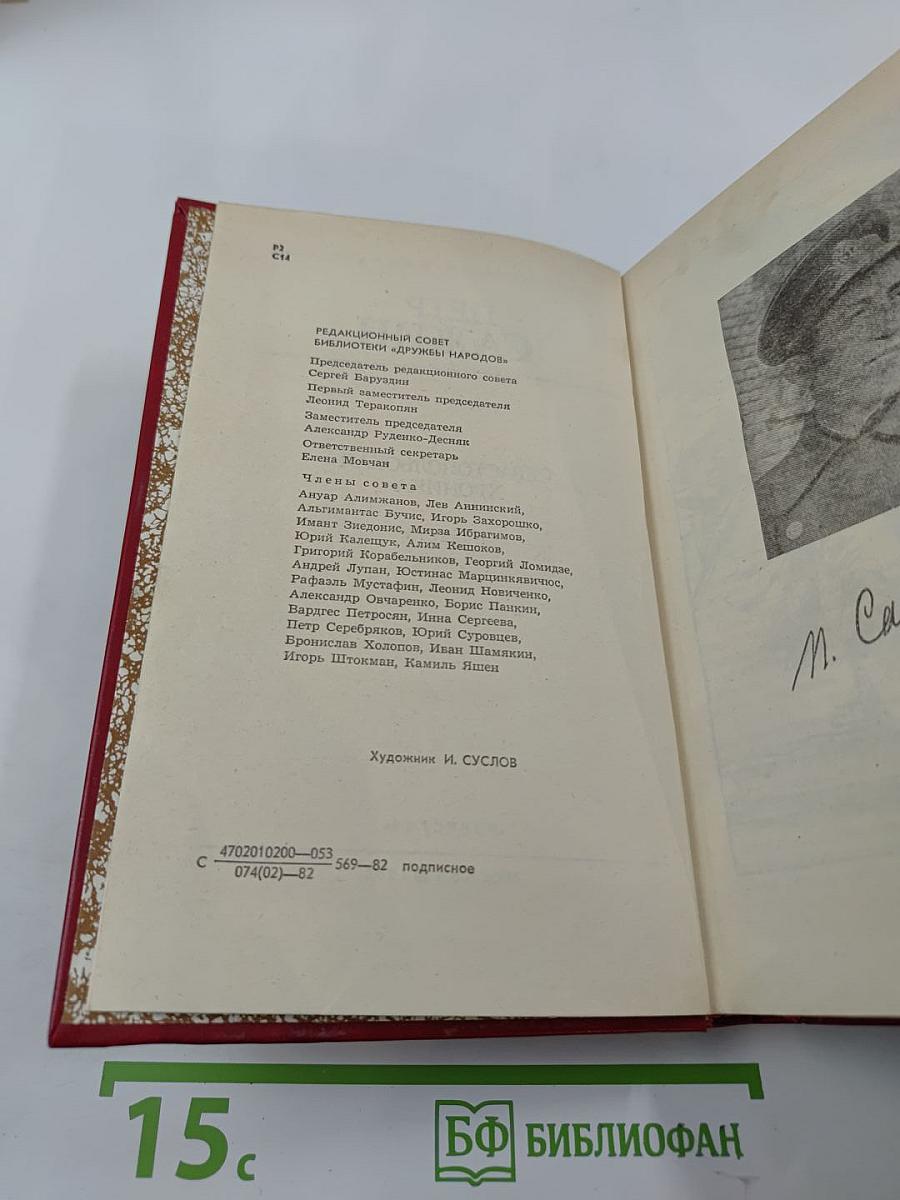 Р2
С14
РЕДАКЦИОННЫЙ СОВЕТ
БИБЛИОТЕКИ «ДРУЖБЫ НАРОДОВ»
Председатель редакционного совета
Сергей Баруздин
Первый заместитель председателя
Леонид Теракопян
Заместитель председателя
Александр Руденко-Десняк
Ответственный секретарь
Елена Мовчан
Члены совета
Ануар Алимжанов, Лев Аннинский,
Альгимантас Бучис, Игорь Захорошко,
Имант Зиедонис, Мирза Ибрагимов,
Юрий Калещук, Алим Кешоков,
Григорий Корабельников, Георгий Ломидзе,
Андрей Лупан, Юстинас Марцинкявичюс,
Рафаэль Мустафин, Леонид Новиченко,
Александр Овчаренко, Борис Панкин,
Вардгес Петросян, Инна Сергеева,
Петр Серебряков, Юрий Суровцев,
Бронислав Холопов, Иван Шамякин,
Игорь Штокман, Камиль Яшен
Художник И. СУСЛОВ
С 4702010200—053
074(02)—82 569—82 подписное
П. Са
15 с
БФ БИБЛИОФАН